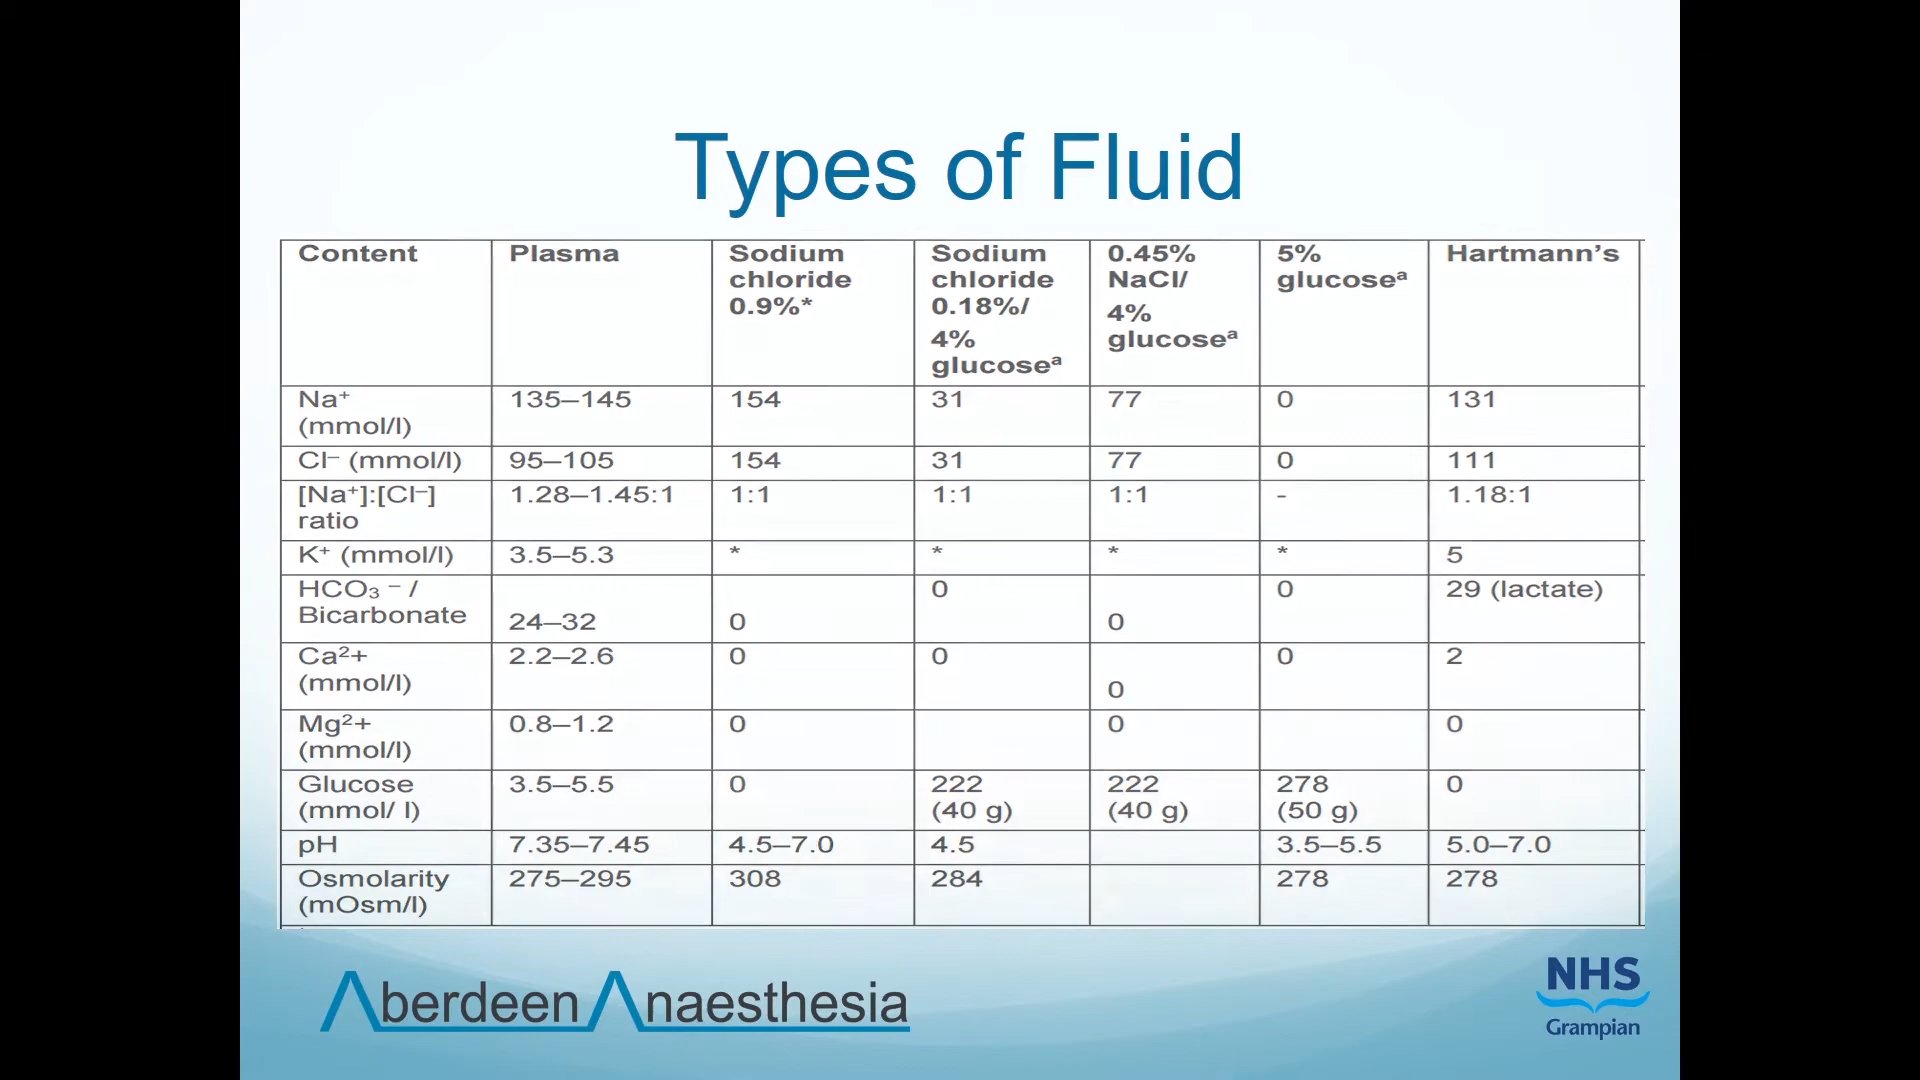 Types of Fluid
Content Plasma Sodium chloride 0.9%* Sodium chloride 0.18%/ 4% glucoseᵃ 0.45% NaCl/ 4% glucoseᵃ 5% glucoseᵃ Hartmann’s
Na⁺ (mmol/l) 135–145 154 31 77 0 131
Cl⁻ (mmol/l) 95–105 154 31 77 0 111
[Na⁺]:[Cl⁻] ratio 1.28–1.45:1 1:1 1:1 1:1 - 1.18:1
K⁺ (mmol/l) 3.5–5.3 * * * * 5
HCO₃ ⁻ / Bicarbonate 24–32 0 0 0 0 29 (lactate)
Ca²+ (mmol/l) 2.2–2.6 0 0 0 0 2
Mg²+ (mmol/l) 0.8–1.2 0 0 0
Glucose (mmol/ l) 3.5–5.5 0 222 (40 g) 222 (40 g) 278 (50 g) 0
pH 7.35–7.45 4.5–7.0 4.5 3.5–5.5 5.0–7.0
Osmolarity (mOsm/l) 275–295 308 284 278 278
Aberdeen Anaesthesia
NHS
Grampian